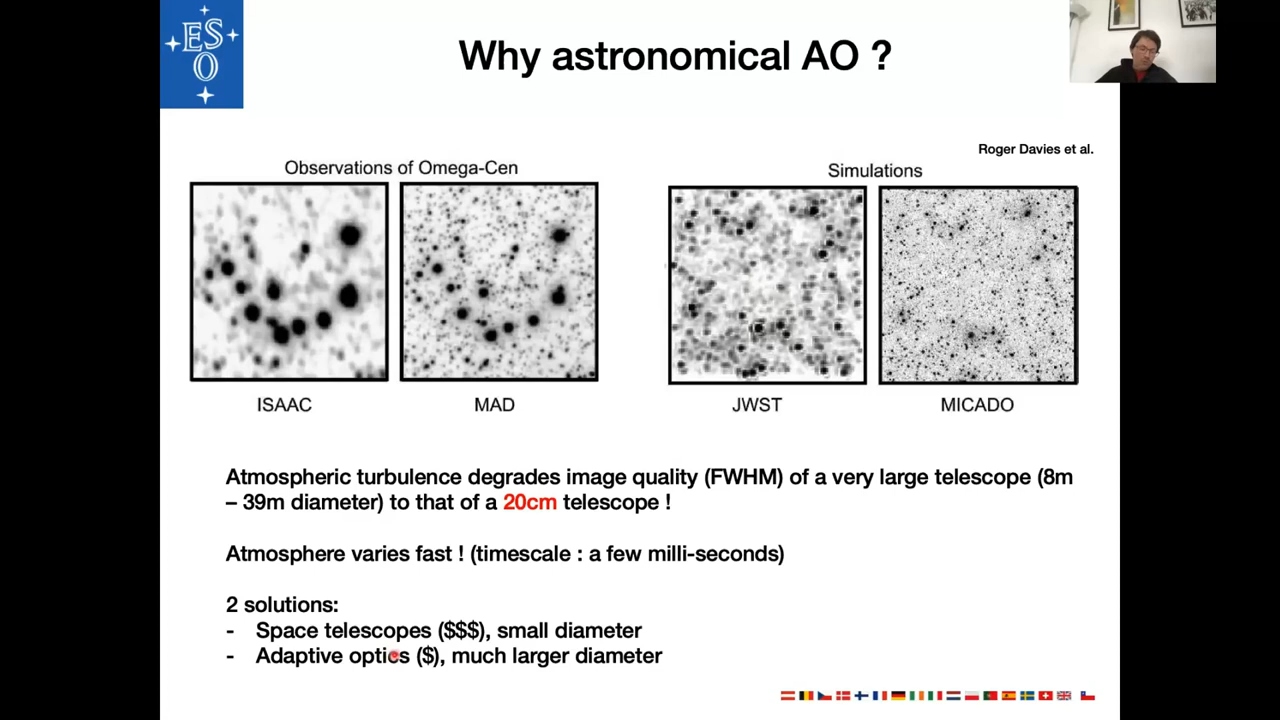 ESO
Why astronomical AO ?
Roger Davies et al.
Observations of Omega-Cen
Simulations
ISAAC
MAD
JWST
MICADO
Atmospheric turbulence degrades image quality (FWHM) of a very large telescope (8m
– 39m diameter) to that of a 20cm telescope !
Atmosphere varies fast ! (timescale : a few milli-seconds)
2 solutions:
- Space telescopes ($$$), small diameter
- Adaptive optics ($), much larger diameter